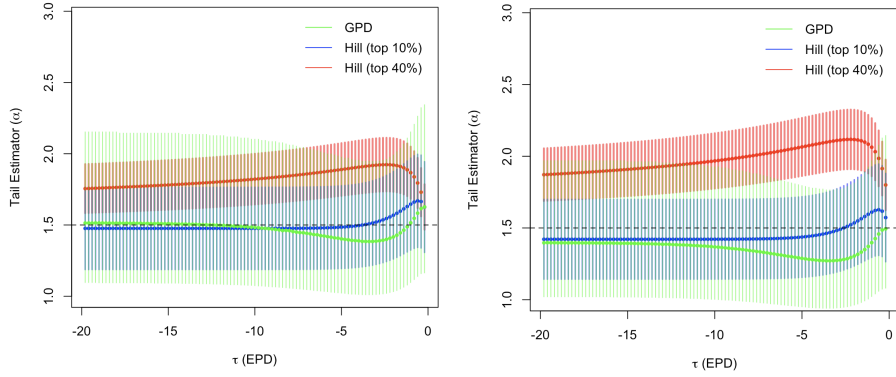 3.0
2.5
2.0
1.5
1.0
Tail Estimator (α)
GPD
Hill (top 10%)
Hill (top 40%)
-20
-15
-10
-5
0
τ (EPD)
3.0
2.5
2.0
1.5
1.0
Tail Estimator (α)
GPD
Hill (top 10%)
Hill (top 40%)
-20
-15
-10
-5
0
τ (EPD)